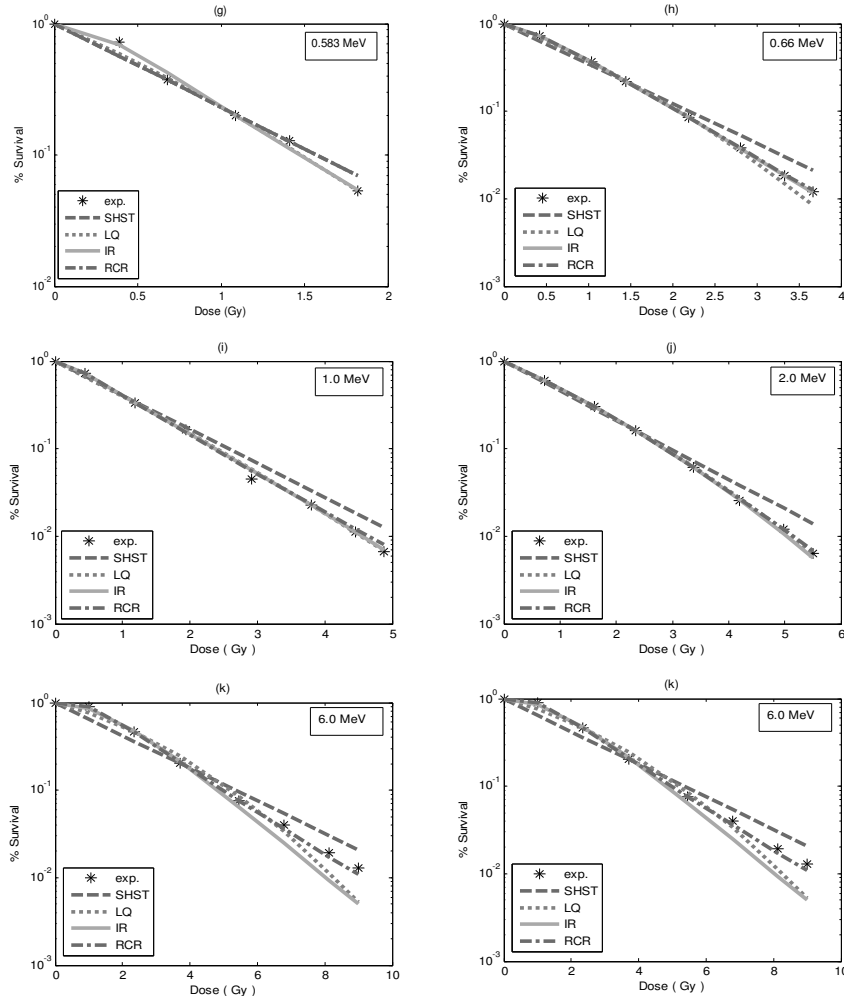 (g)
0.583 MeV
10^0
10^-1
10^-2
% Survival
exp.
SHST
LQ
IR
RCR
0 0.5 1 1.5 2
Dose (Gy)
(h)
0.66 MeV
10^0
10^-1
10^-2
10^-3
% Survival
exp.
SHST
LQ
IR
RCR
0 0.5 1 1.5 2 2.5 3 3.5 4
Dose ( Gy )
(i)
1.0 MeV
10^0
10^-1
10^-2
10^-3
% Survival
exp.
SHST
LQ
IR
RCR
0 1 2 3 4 5
Dose ( Gy )
(j)
2.0 MeV
10^0
10^-1
10^-2
10^-3
% Survival
exp.
SHST
LQ
IR
RCR
0 1 2 3 4 5 6
Dose ( Gy )
(k)
6.0 MeV
10^0
10^-1
10^-2
10^-3
% Survival
exp.
SHST
LQ
IR
RCR
0 2 4 6 8 10
Dose ( Gy )
(k)
6.0 MeV
10^0
10^-1
10^-2
10^-3
% Survival
exp.
SHST
LQ
IR
RCR
0 2 4 6 8 10
Dose ( Gy )